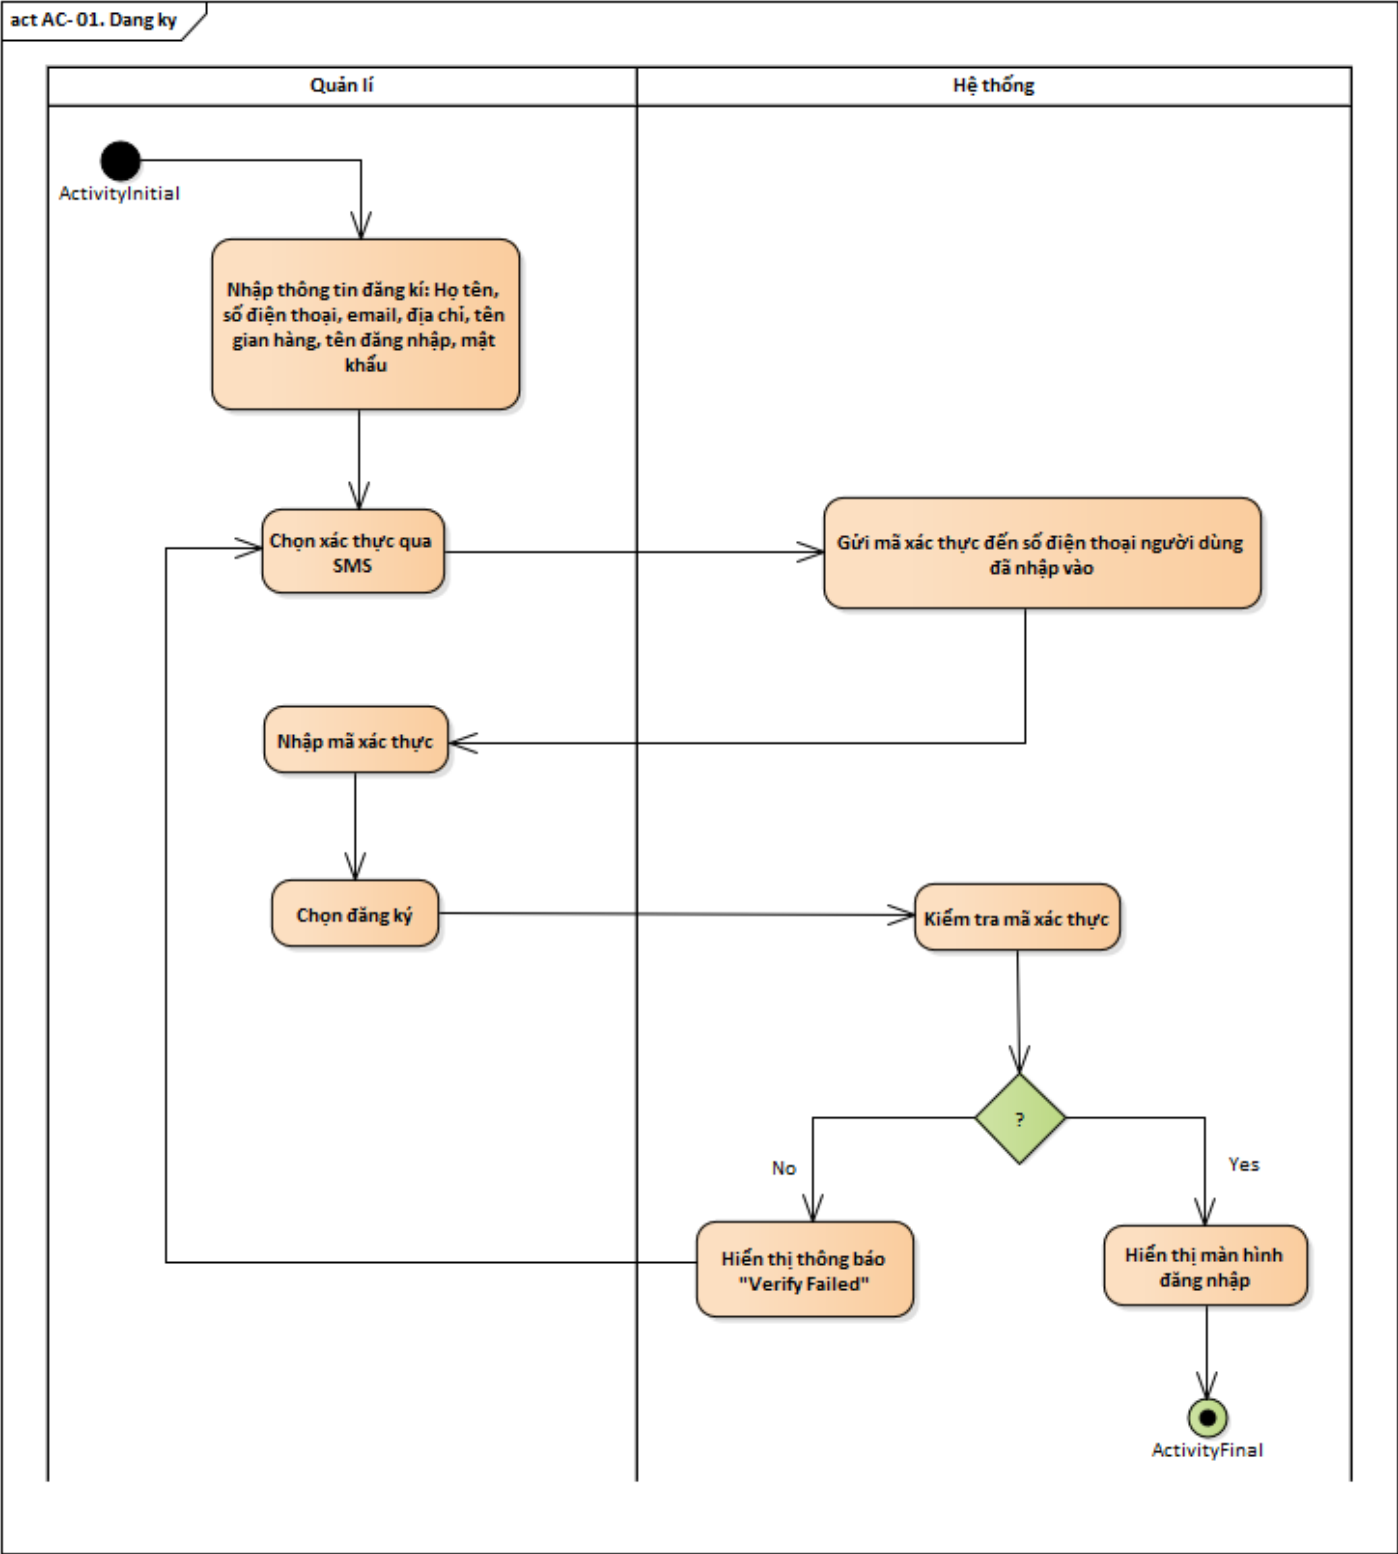 act AC- 01. Dang ky
Quản lí
Hệ thống
ActivityInitial
Nhập thông tin đăng kí: Họ tên,
số điện thoại, email, địa chỉ, tên
gian hàng, tên đăng nhập, mật
khẩu
Chọn xác thực qua
SMS
Gửi mã xác thực đến số điện thoại người dùng
đã nhập vào
Nhập mã xác thực
Chọn đăng ký
Kiểm tra mã xác thực
?
No
Yes
Hiển thị thông báo
"Verify Failed"
Hiển thị màn hình
đăng nhập
ActivityFinal